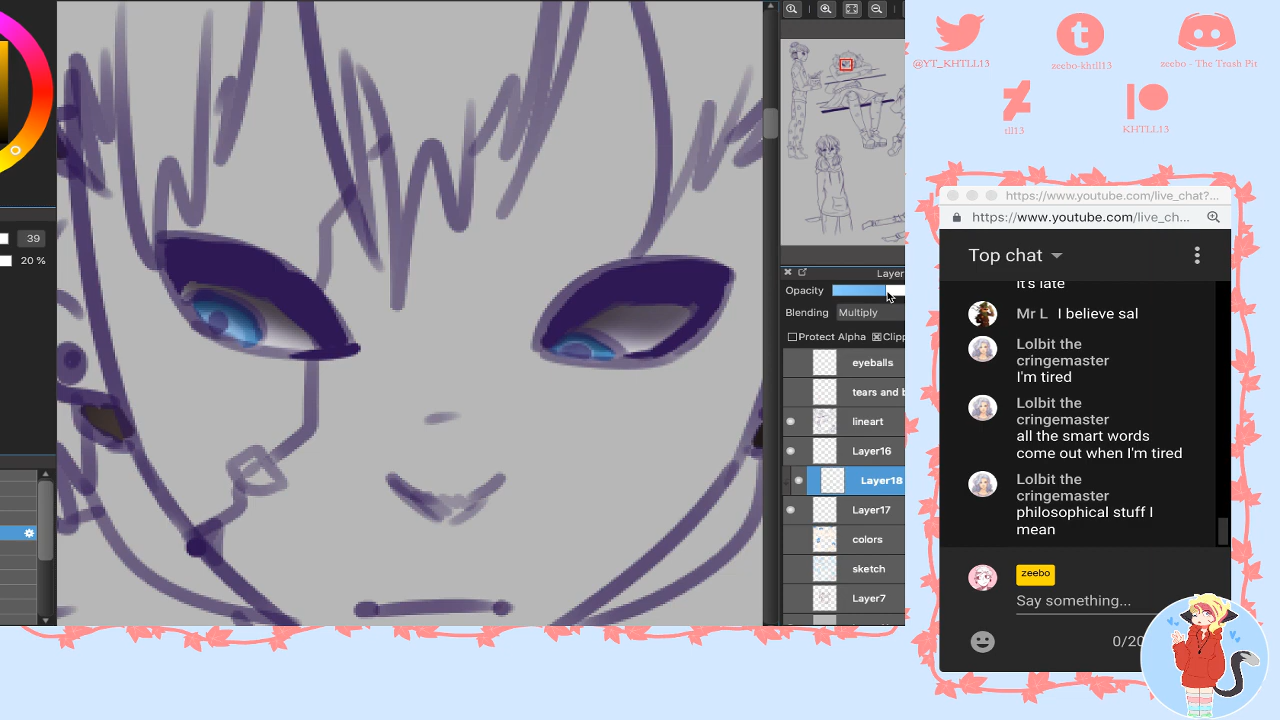 @YT_KHTLL13
zeebo-khtll13
zeebo - The Trash Pit
tll13
KHTLL13
https://www.youtube.com/live_chat?...
https://www.youtube.com/live_ch...
Top chat
it's late
Mr L I believe sal
Lolbit the
cringemaster
I'm tired
Lolbit the
cringemaster
all the smart words
come out when I'm tired
Lolbit the
cringemaster
philosophical stuff I
mean
zeebo
Say something...
0/20
39
20 %
Layer
Opacity
Blending Multiply
Protect Alpha Clipp
eyeballs
tears and b
lineart
Layer16
Layer18
Layer17
colors
sketch
Layer7